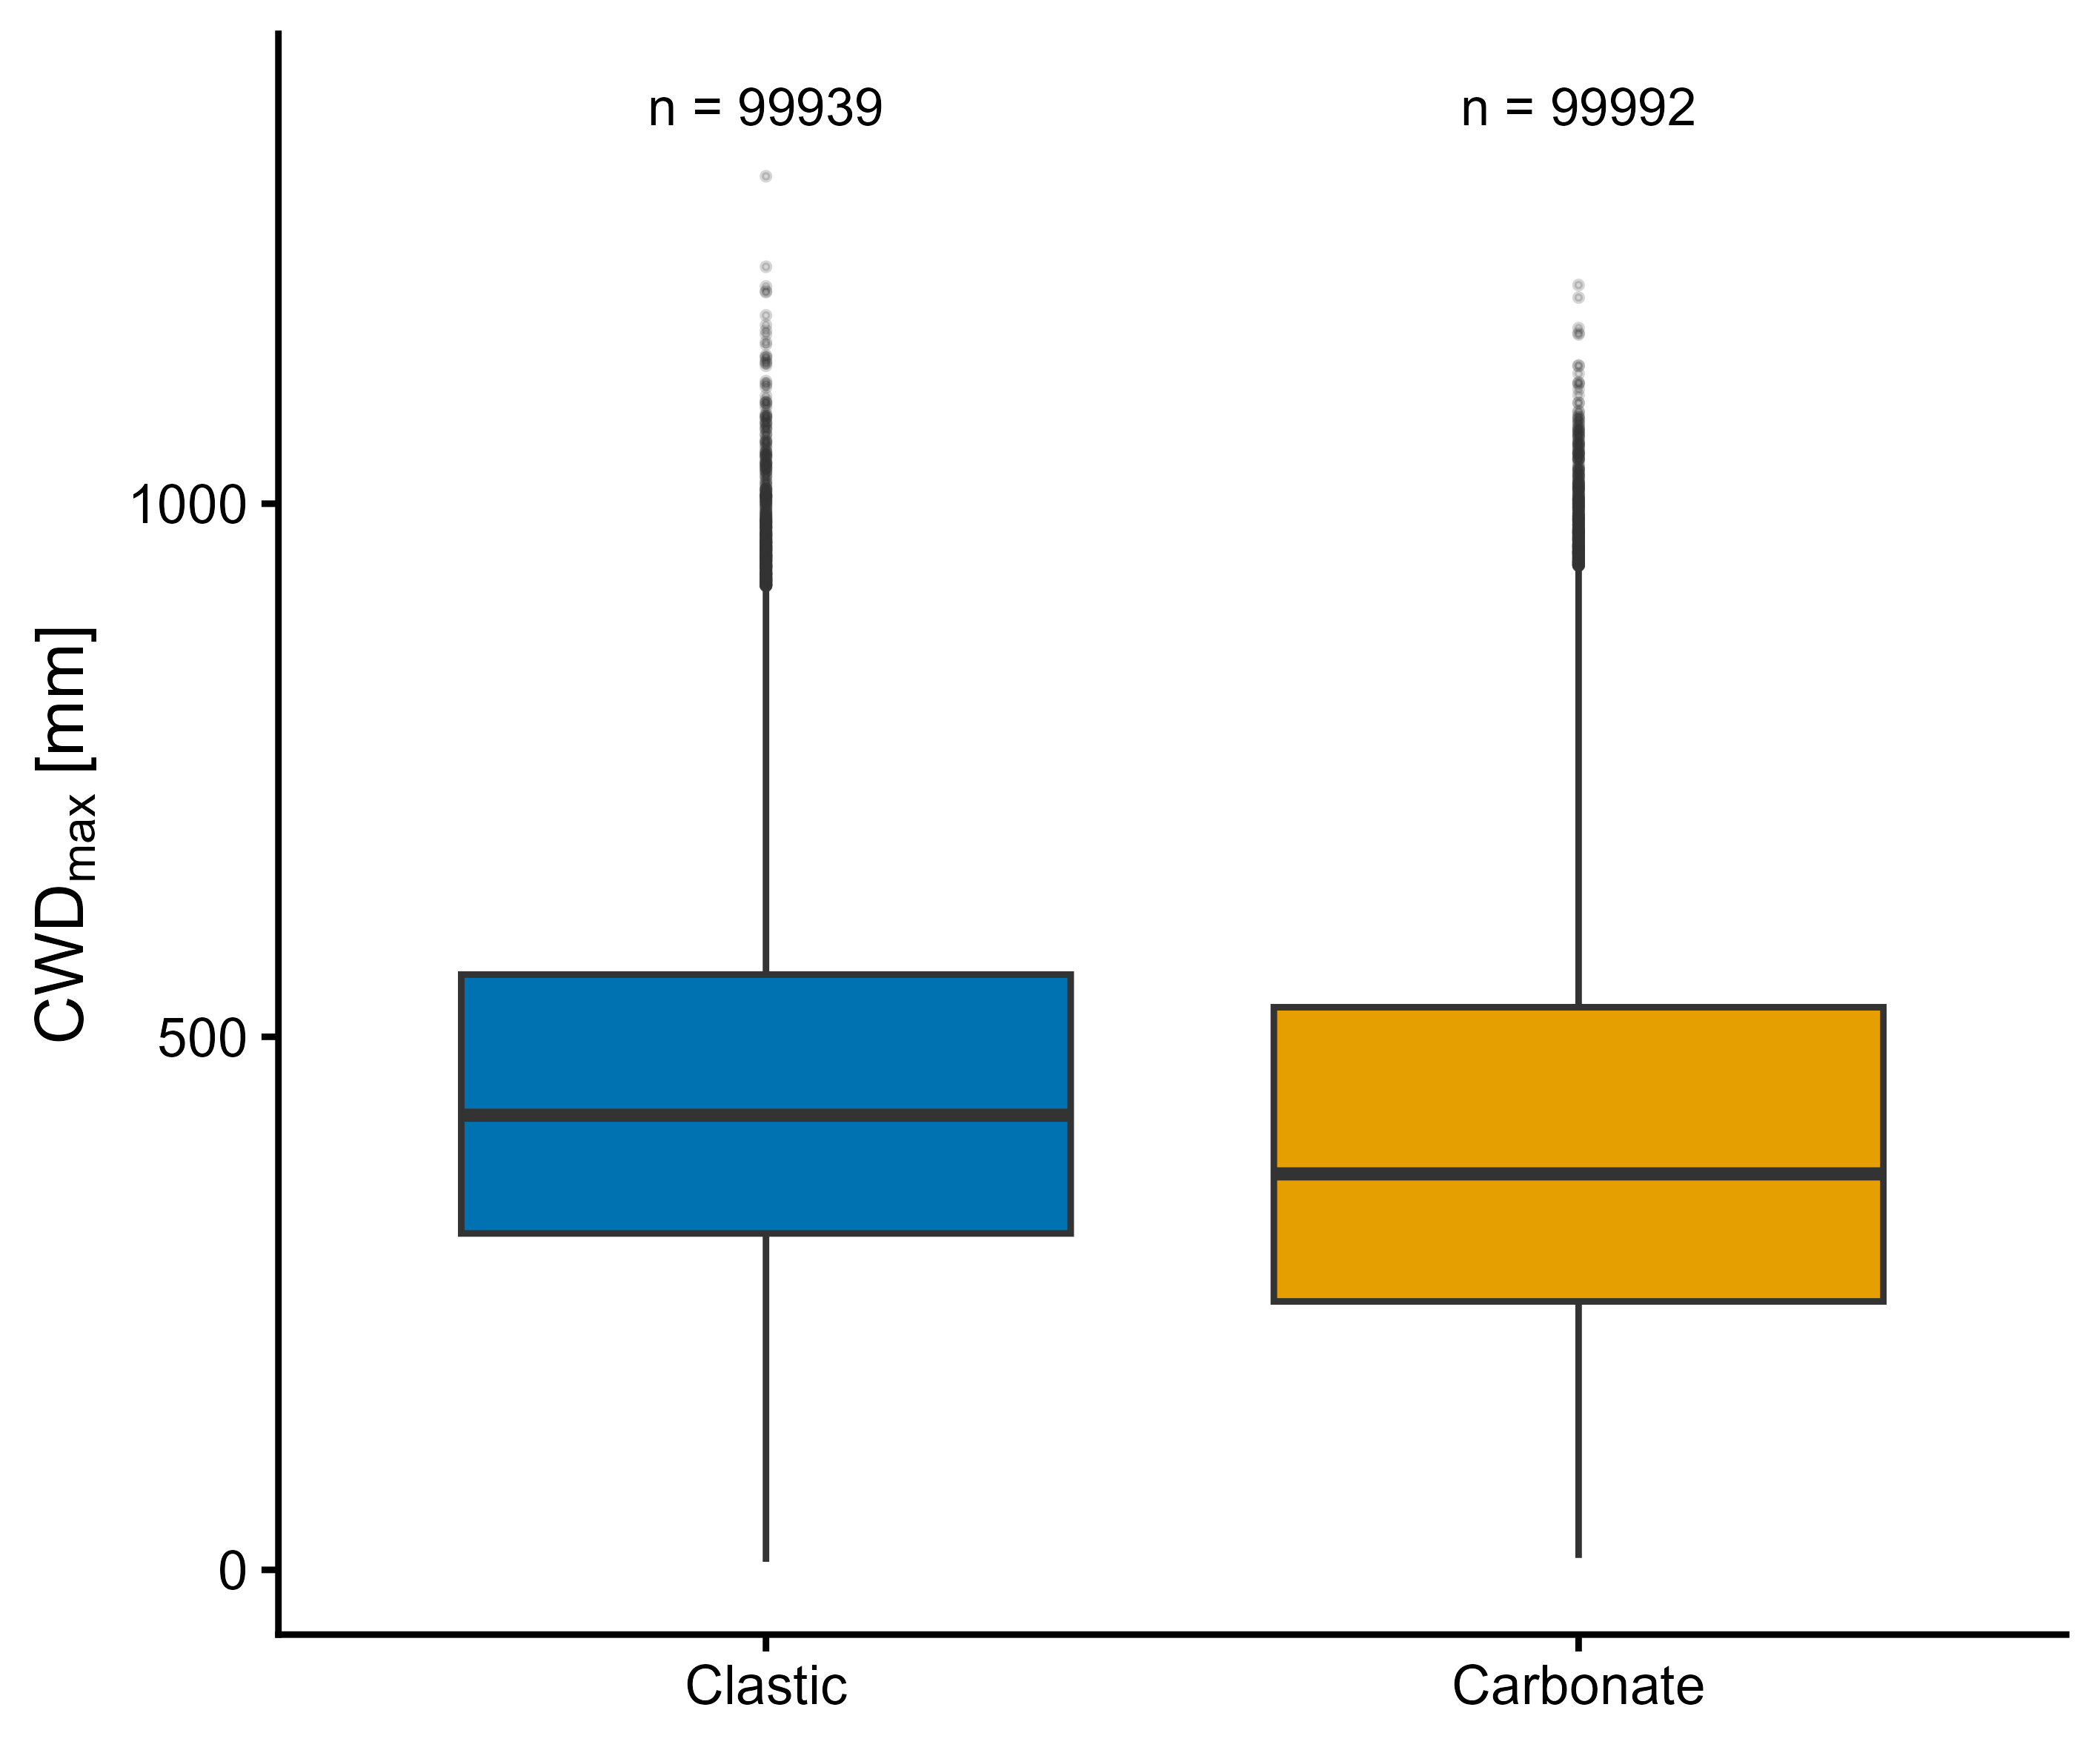 n = 99939
n = 99992
CWDmax [mm]
1000
500
0
Clastic
Carbonate